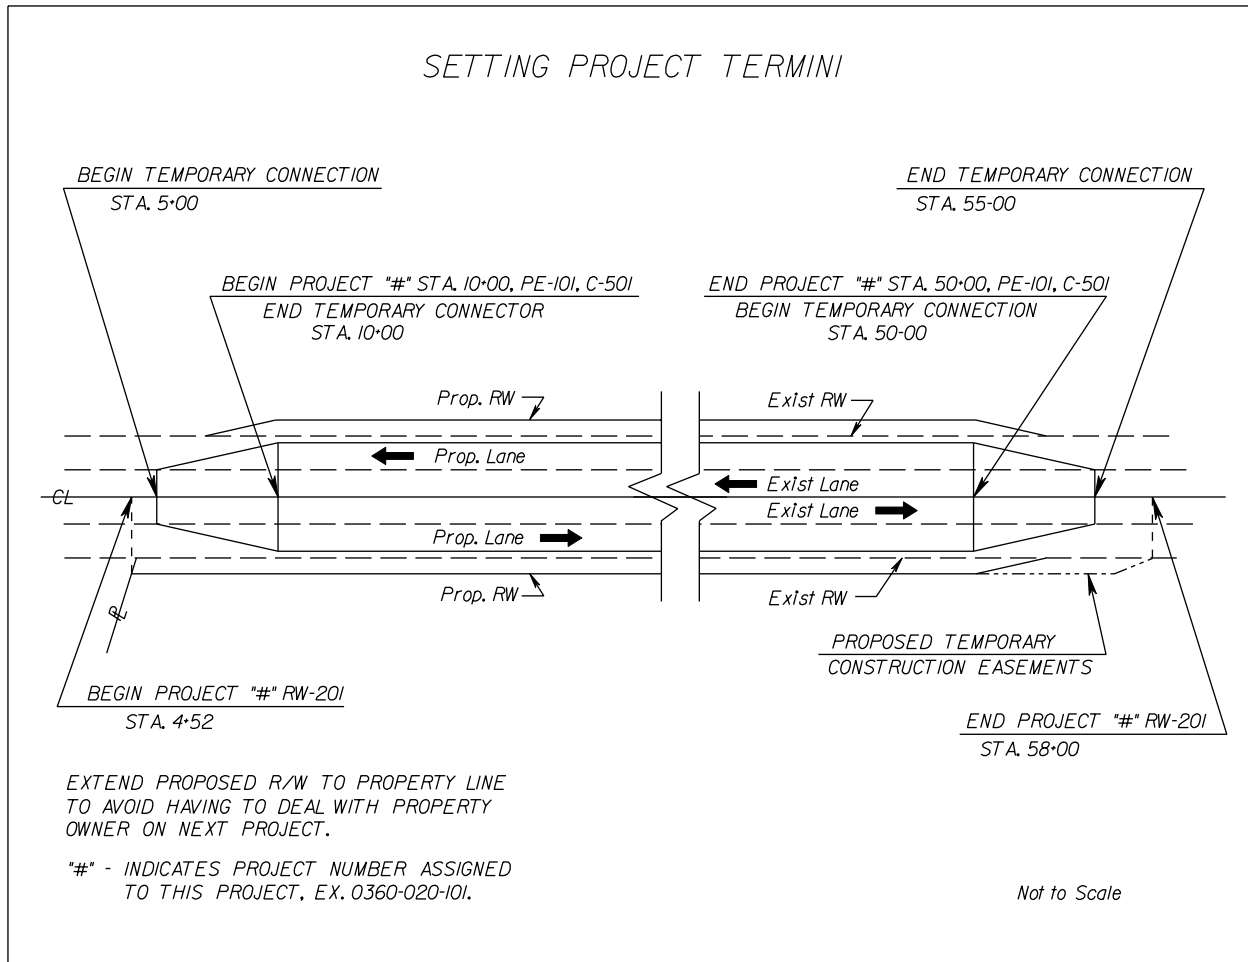 SETTING PROJECT TERMINI
BEGIN TEMPORARY CONNECTION
STA. 5+00
END TEMPORARY CONNECTION
STA. 55-00
BEGIN PROJECT "#" STA. 10+00, PE-101, C-501
END TEMPORARY CONNECTOR
STA. 10+00
END PROJECT "#" STA. 50+00, PE-101, C-501
BEGIN TEMPORARY CONNECTION
STA. 50-00
Prop. RW
Exist RW
Prop. Lane
Exist Lane
CL
Exist Lane
Prop. Lane
Prop. RW
Exist RW
PL
PROPOSED TEMPORARY
CONSTRUCTION EASEMENTS
BEGIN PROJECT "#" RW-201
STA. 4+52
END PROJECT "#" RW-201
STA. 58+00
EXTEND PROPOSED R/W TO PROPERTY LINE
TO AVOID HAVING TO DEAL WITH PROPERTY
OWNER ON NEXT PROJECT.
"#" - INDICATES PROJECT NUMBER ASSIGNED
TO THIS PROJECT, EX. 0360-020-101.
Not to Scale